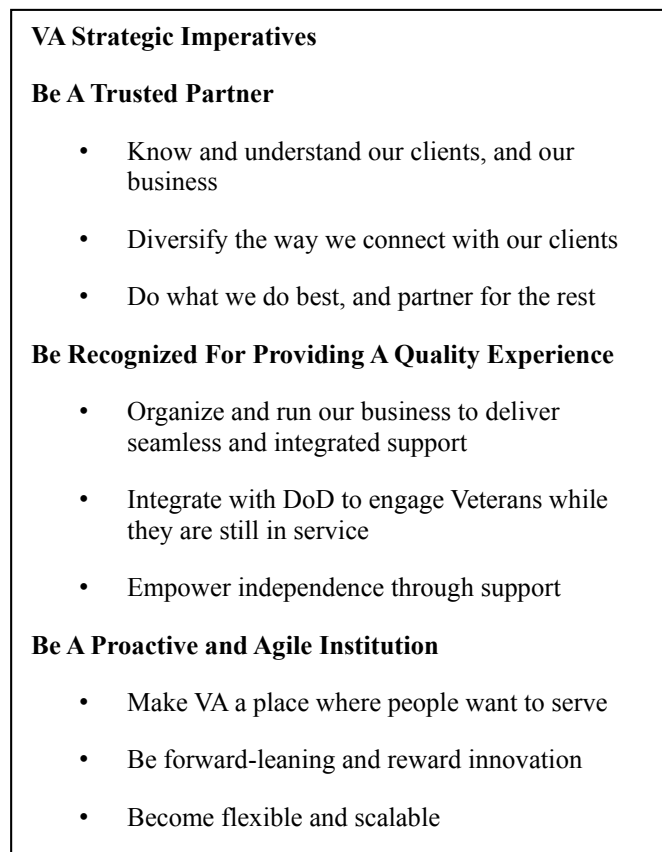 VA Strategic Imperatives
Be A Trusted Partner
• Know and understand our clients, and our
business
• Diversify the way we connect with our clients
• Do what we do best, and partner for the rest
Be Recognized For Providing A Quality Experience
• Organize and run our business to deliver
seamless and integrated support
• Integrate with DoD to engage Veterans while
they are still in service
• Empower independence through support
Be A Proactive and Agile Institution
• Make VA a place where people want to serve
• Be forward-leaning and reward innovation
• Become flexible and scalable